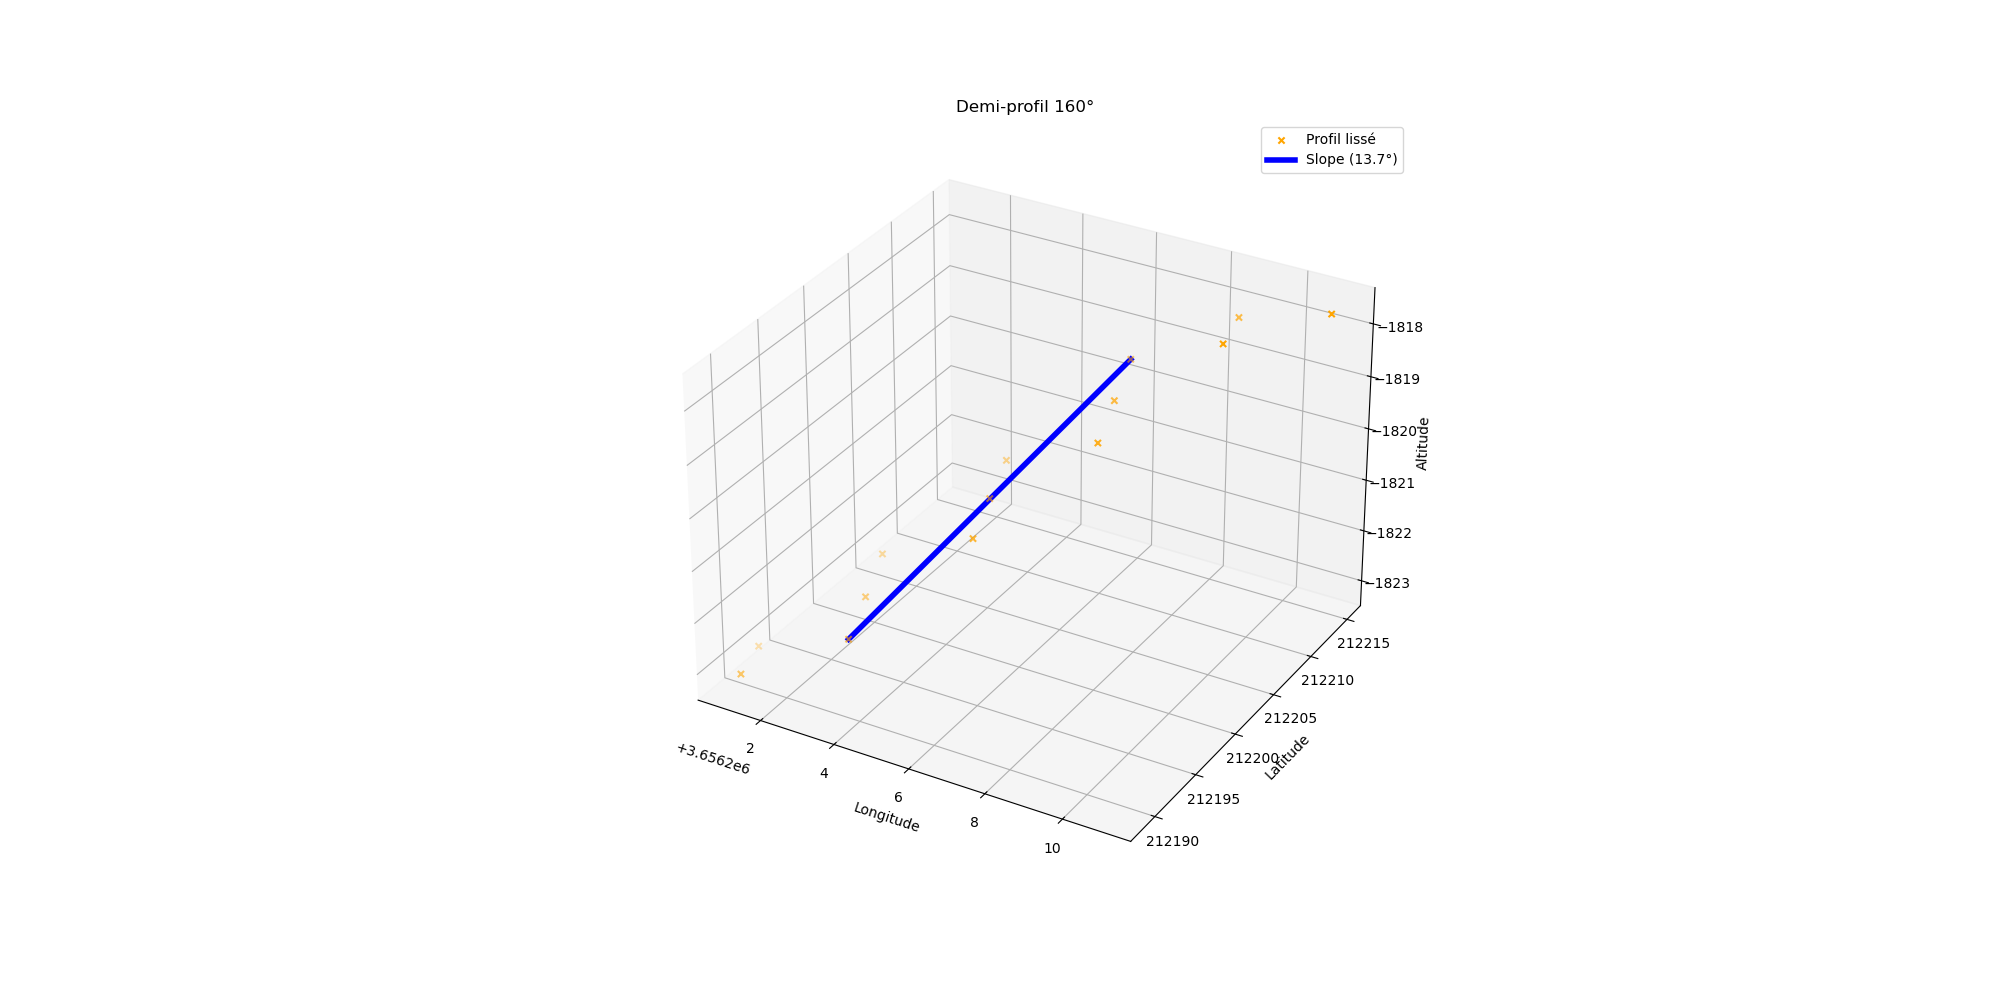 Demi-profil 160°
Profil lissé
Slope (13.7°)
−1818
−1819
−1820
−1821
−1822
−1823
Altitude
212215
212210
212205
212200
212195
212190
Latitude
2
4
6
8
10
+3.6562e6
Longitude